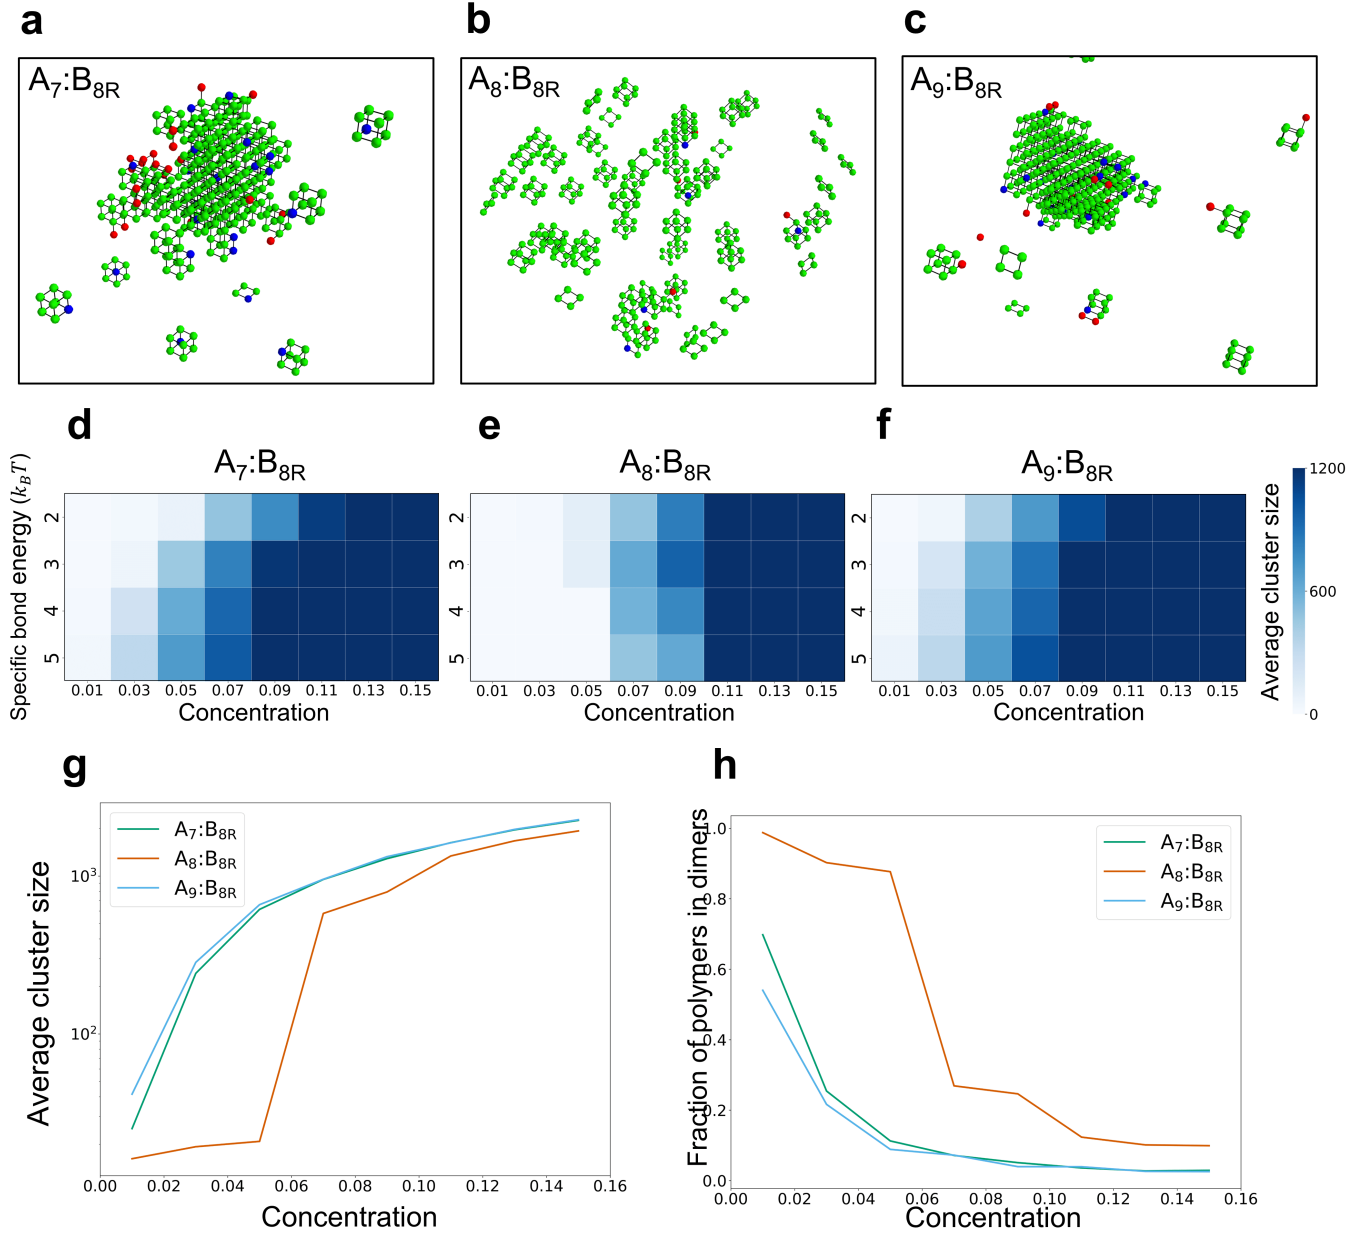 a
b
c
A7:B8R
A8:B8R
A9:B8R
d
e
f
A7:B8R
A8:B8R
A9:B8R
Specific bond energy (kBT)
2
3
4
5
0.01 0.03 0.05 0.07 0.09 0.11 0.13 0.15
Concentration
2
3
4
5
0.01 0.03 0.05 0.07 0.09 0.11 0.13 0.15
Concentration
2
3
4
5
0.01 0.03 0.05 0.07 0.09 0.11 0.13 0.15
Concentration
1200
600
0
Average cluster size
g
A7:B8R
A8:B8R
A9:B8R
Average cluster size
10³
10²
0.00 0.02 0.04 0.06 0.08 0.10 0.12 0.14 0.16
Concentration
h
A7:B8R
A8:B8R
A9:B8R
Fraction of polymers in dimers
1.0
0.8
0.6
0.4
0.2
0.0
0.00 0.02 0.04 0.06 0.08 0.10 0.12 0.14 0.16
Concentration